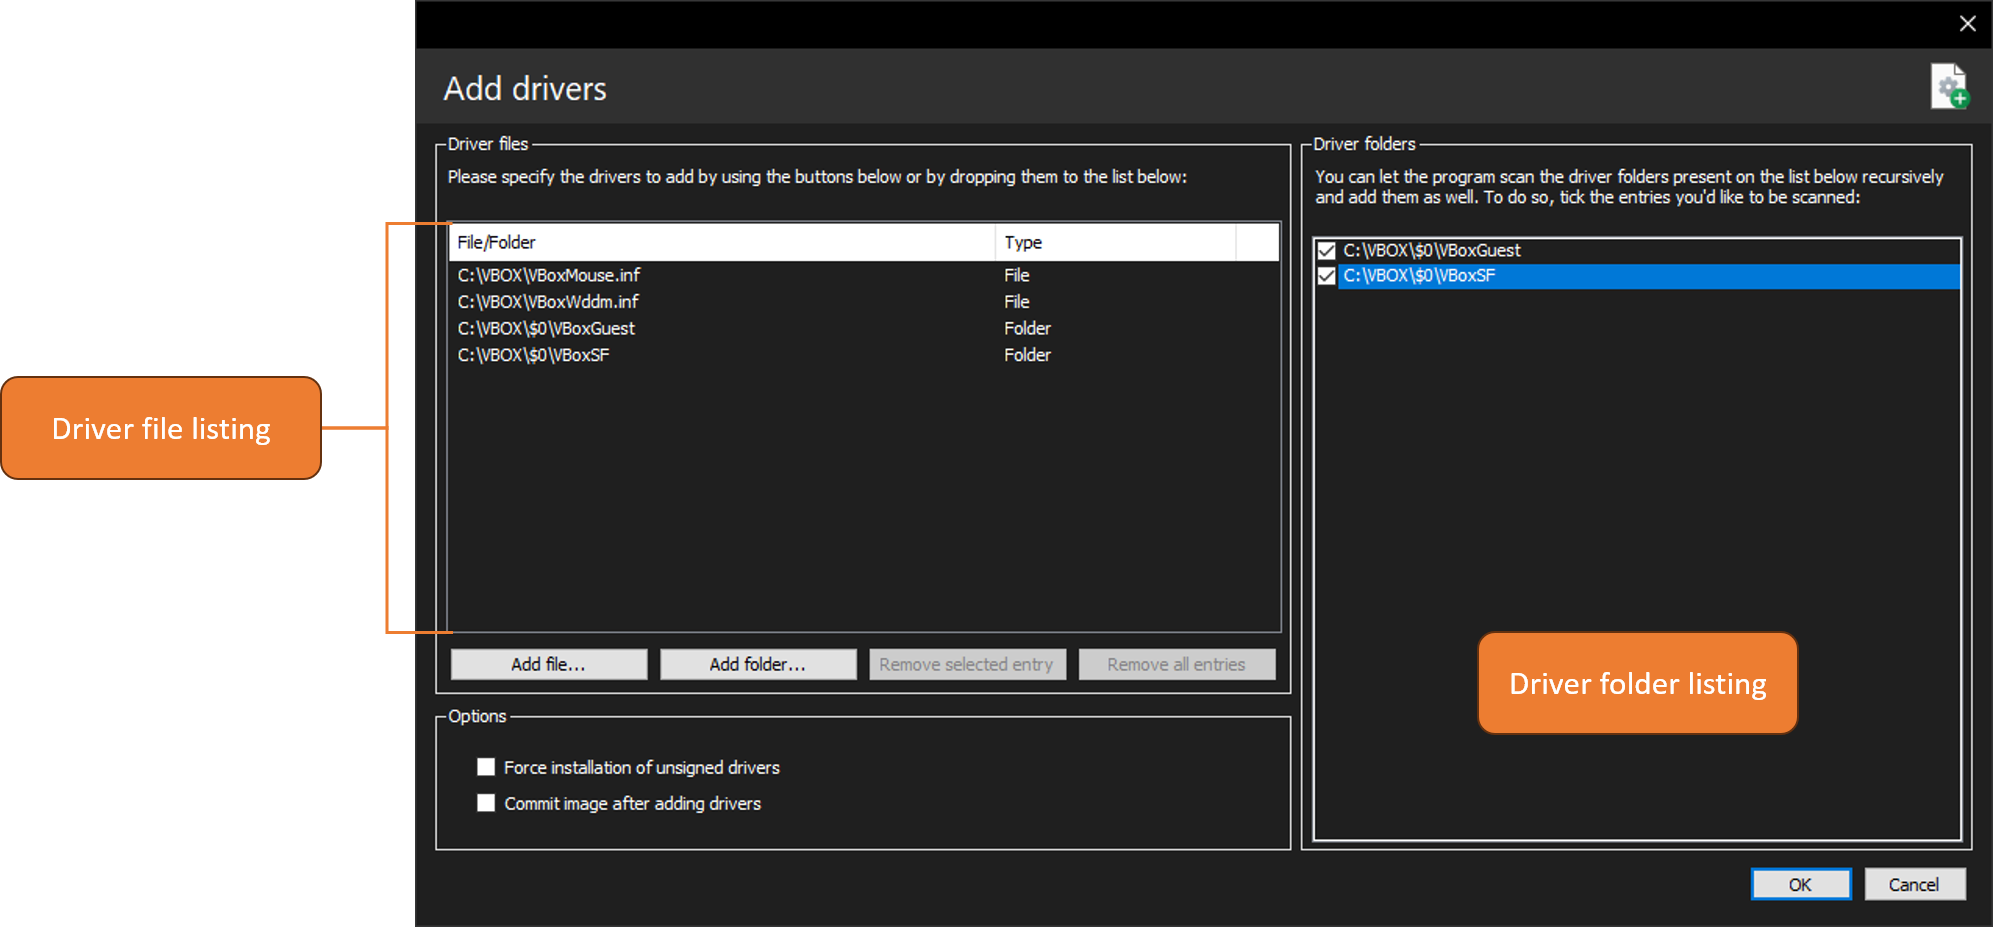 Add drivers
Driver files
Please specify the drivers to add by using the buttons below or by dropping them to the list below:
File/Folder Type
C:\VBOX\VBoxMouse.inf File
C:\VBOX\VBoxWddm.inf File
C:\VBOX\$0\VBoxGuest Folder
C:\VBOX\$0\VBoxSF Folder
Driver file listing
Add file... Add folder... Remove selected entry Remove all entries
Options
Force installation of unsigned drivers
Commit image after adding drivers
Driver folders
You can let the program scan the driver folders present on the list below recursively
and add them as well. To do so, tick the entries you'd like to be scanned:
C:\VBOX\$0\VBoxGuest
C:\VBOX\$0\VBoxSF
Driver folder listing
OK Cancel